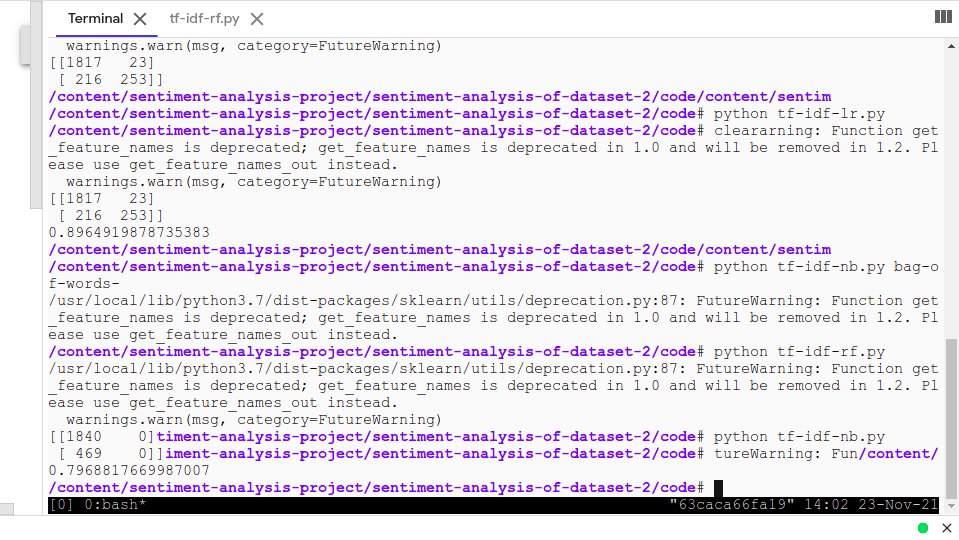 Terminal tf-idf-rf.py
  warnings.warn(msg, category=FutureWarning)
[[1817   23]
 [ 216  253]]
/content/sentiment-analysis-project/sentiment-analysis-of-dataset-2/code/content/sentim
/content/sentiment-analysis-project/sentiment-analysis-of-dataset-2/code# python tf-idf-lr.py
/content/sentiment-analysis-project/sentiment-analysis-of-dataset-2/code# cleararning: Function get
_feature_names is deprecated; get_feature_names is deprecated in 1.0 and will be removed in 1.2. Pl
ease use get_feature_names_out instead.
  warnings.warn(msg, category=FutureWarning)
[[1817   23]
 [ 216  253]]
0.8964919878735383
/content/sentiment-analysis-project/sentiment-analysis-of-dataset-2/code/content/sentim
/content/sentiment-analysis-project/sentiment-analysis-of-dataset-2/code# python tf-idf-nb.py bag-o
f-words-
/usr/local/lib/python3.7/dist-packages/sklearn/utils/deprecation.py:87: FutureWarning: Function get
_feature_names is deprecated; get_feature_names is deprecated in 1.0 and will be removed in 1.2. Pl
ease use get_feature_names_out instead.
/content/sentiment-analysis-project/sentiment-analysis-of-dataset-2/code# python tf-idf-rf.py
/usr/local/lib/python3.7/dist-packages/sklearn/utils/deprecation.py:87: FutureWarning: Function get
_feature_names is deprecated; get_feature_names is deprecated in 1.0 and will be removed in 1.2. Pl
ease use get_feature_names_out instead.
  warnings.warn(msg, category=FutureWarning)
[[1840    0]timent-analysis-project/sentiment-analysis-of-dataset-2/code# python tf-idf-nb.py
 [ 469    0]]iment-analysis-project/sentiment-analysis-of-dataset-2/code# tureWarning: Fun/content/
0.7968817669987007
/content/sentiment-analysis-project/sentiment-analysis-of-dataset-2/code#
[0] 0:bash* "63caca66fa19" 14:02 23-Nov-21